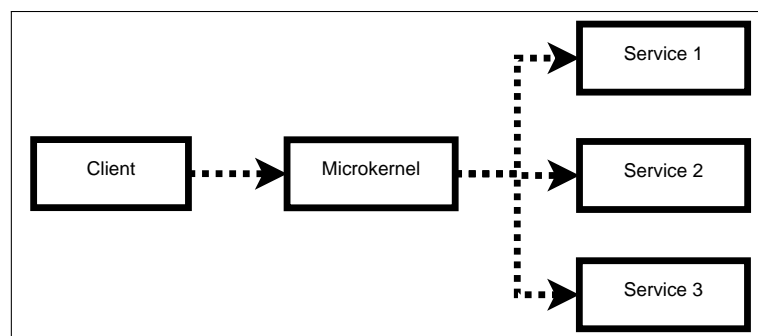 Service 1
Client
Microkernel
Service 2
Service 3